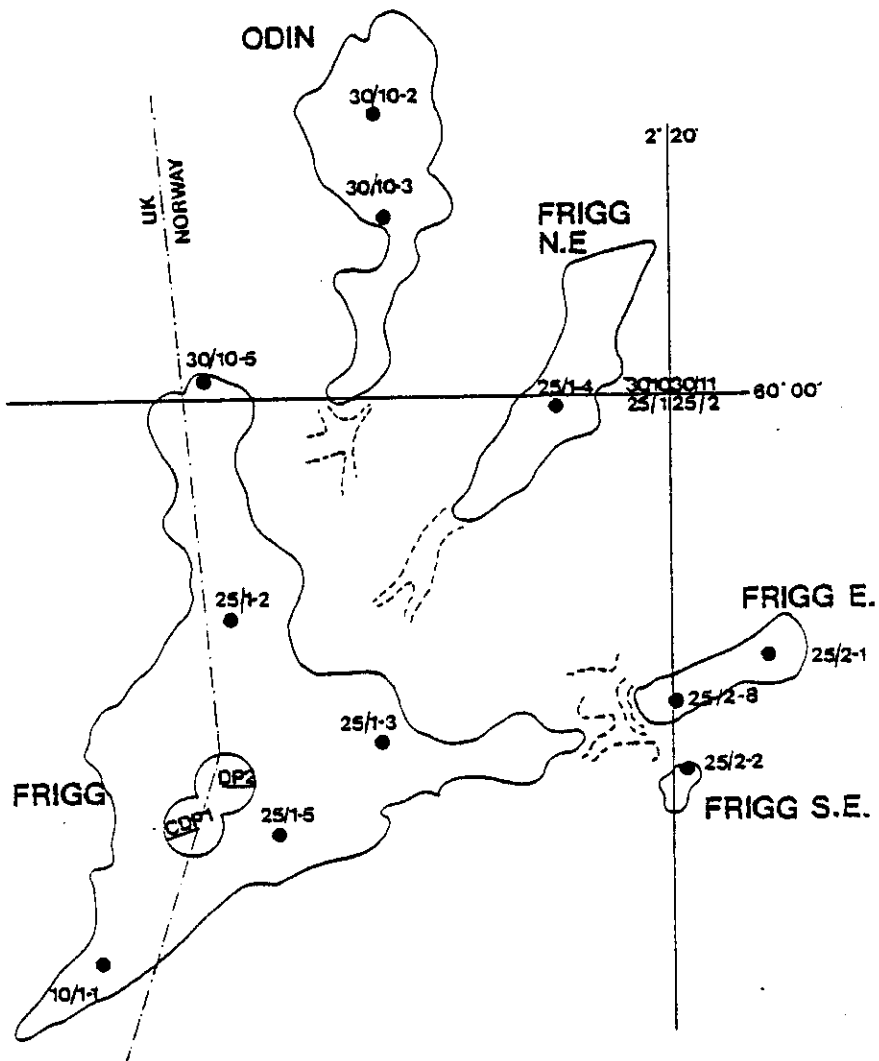 ODIN
30/10-2
2° 20'
UK
NORWAY
30/10-3
FRIGG
N.E
30/10-5
25/1-4
30/10 30/11
25/1 25/2
60° 00'
25/1-2
FRIGG E.
25/2-1
25/2-8
25/1-3
25/2-2
DP2
FRIGG
CDP1
25/1-5
FRIGG S.E.
10/1-1